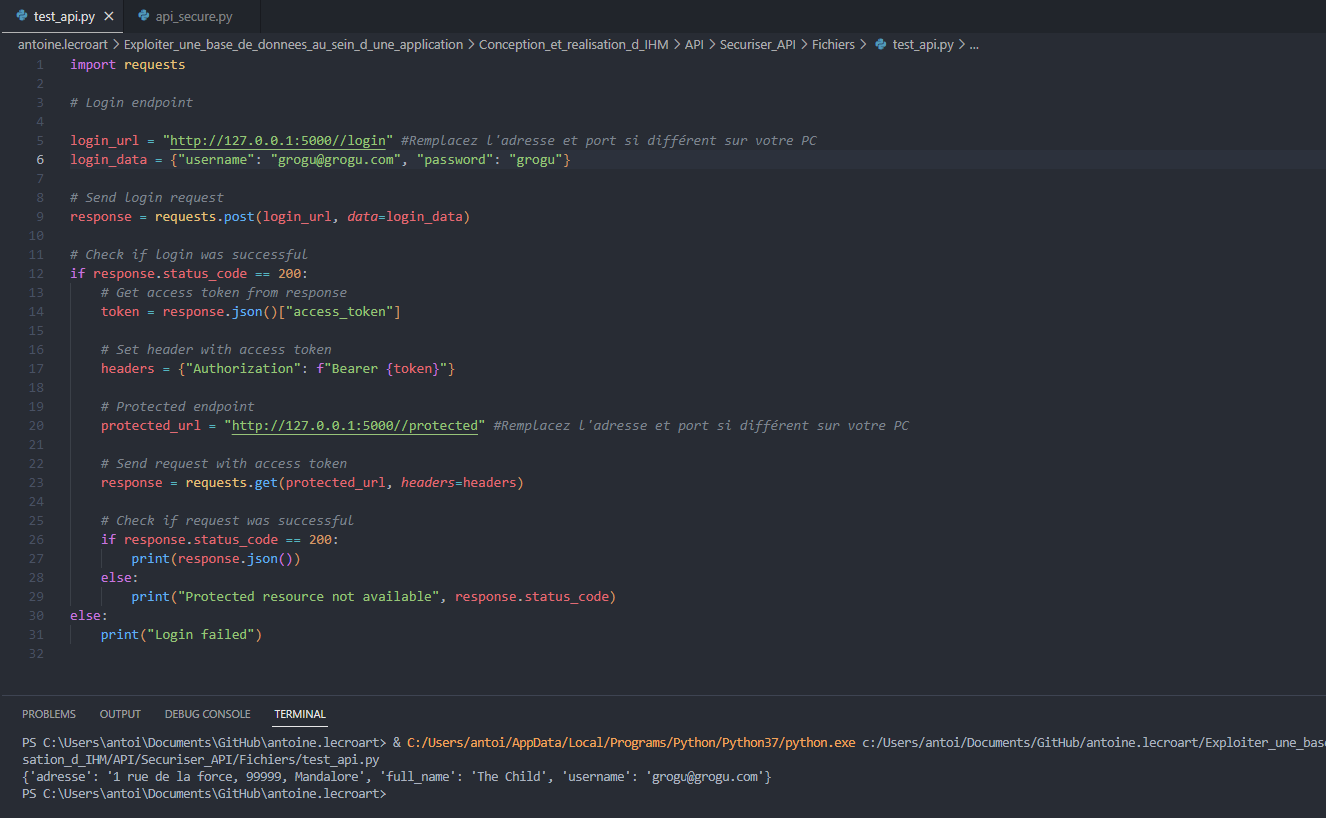 test_api.py
api_secure.py
antoine.lecroart > Exploiter_une_base_de_donnees_au_sein_d_une_application > Conception_et_realisation_d_IHM > API > Securiser_API > Fichiers > test_api.py > ...
1 import requests
2
3 # Login endpoint
4
5 login_url = "http://127.0.0.1:5000//login" #Remplacez l'adresse et port si différent sur votre PC
6 login_data = {"username": "grogu@grogu.com", "password": "grogu"}
7
8 # Send login request
9 response = requests.post(login_url, data=login_data)
10
11 # Check if login was successful
12 if response.status_code == 200:
13     # Get access token from response
14     token = response.json()["access_token"]
15
16     # Set header with access token
17     headers = {"Authorization": f"Bearer {token}"}
18
19     # Protected endpoint
20     protected_url = "http://127.0.0.1:5000//protected" #Remplacez l'adresse et port si différent sur votre PC
21
22     # Send request with access token
23     response = requests.get(protected_url, headers=headers)
24
25     # Check if request was successful
26     if response.status_code == 200:
27         print(response.json())
28     else:
29         print("Protected resource not available", response.status_code)
30 else:
31     print("Login failed")
32
PROBLEMS OUTPUT DEBUG CONSOLE TERMINAL
PS C:\Users\antoi\Documents\GitHub\antoine.lecroart> & C:/Users/antoi/AppData/Local/Programs/Python/Python37/python.exe c:/Users/antoi/Documents/GitHub/antoine.lecroart/Exploiter_une_base
sation_d_IHM/API/Securiser_API/Fichiers/test_api.py
{'adresse': '1 rue de la force, 99999, Mandalore', 'full_name': 'The Child', 'username': 'grogu@grogu.com'}
PS C:\Users\antoi\Documents\GitHub\antoine.lecroart>